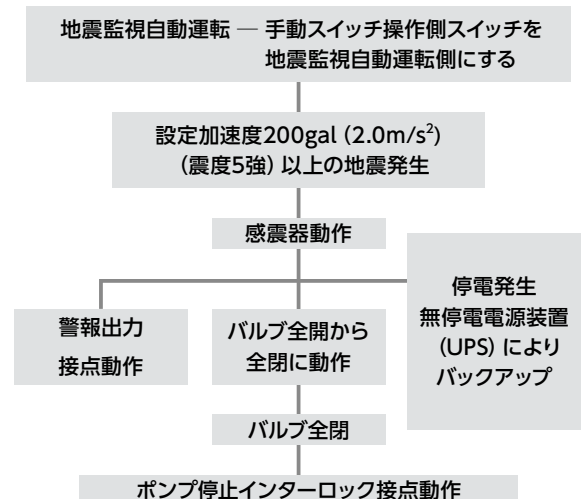 地震監視自動運転 ― 手動スイッチ操作側スイッチを
地震監視自動運転側にする
設定加速度200gal（2.0m/s²）
（震度5強）以上の地震発生
感震器動作
警報出力
接点動作
バルブ全開から
全閉に動作
停電発生
無停電電源装置
（UPS）により
バックアップ
バルブ全閉
ポンプ停止インターロック接点動作